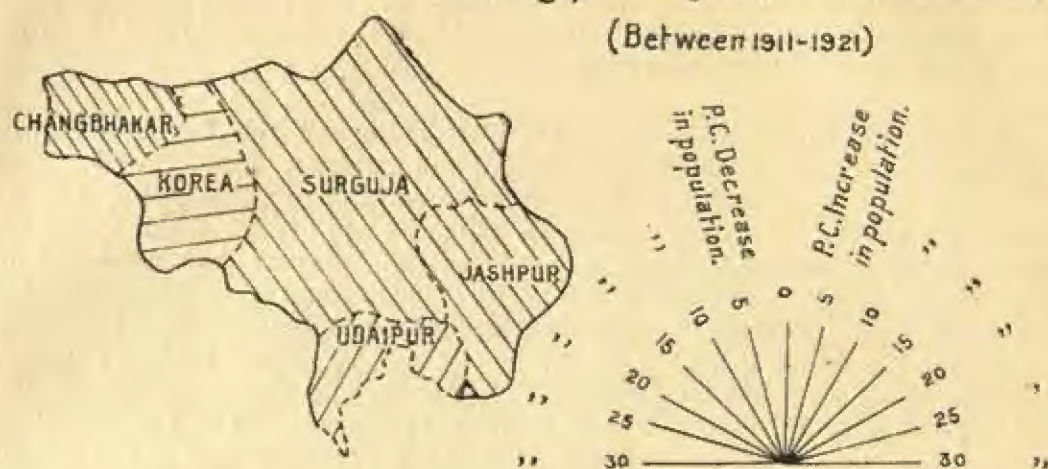 (Between 1911-1921)
CHANGBHAKAR
KOREA
SURGUJA
JASHPUR
UDAIPUR
P.C. Decrease
in population.
P.C. Increase
in population.
30
25
20
15
10
5
0
5
10
15
20
25
30